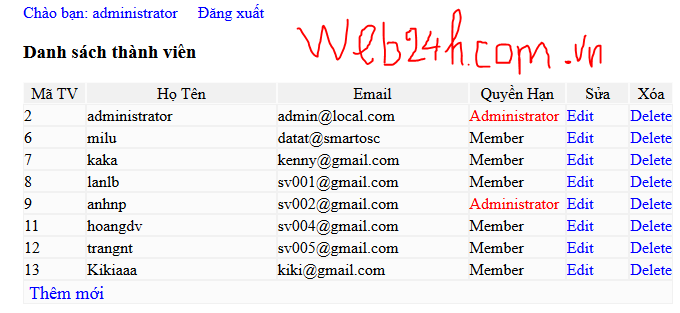 Chào bạn: administrator Đăng xuất
Web24h.com.vn
Danh sách thành viên
Mã TV Họ Tên Email Quyền Hạn Sửa Xóa
2 administrator admin@local.com Administrator Edit Delete
6 milu datat@smartosc Member Edit Delete
7 kaka kenny@gmail.com Member Edit Delete
8 lanlb sv001@gmail.com Member Edit Delete
9 anhnp sv002@gmail.com Administrator Edit Delete
11 hoangdv sv004@gmail.com Member Edit Delete
12 trangnt sv005@gmail.com Member Edit Delete
13 Kikiaaa kiki@gmail.com Member Edit Delete
Thêm mới